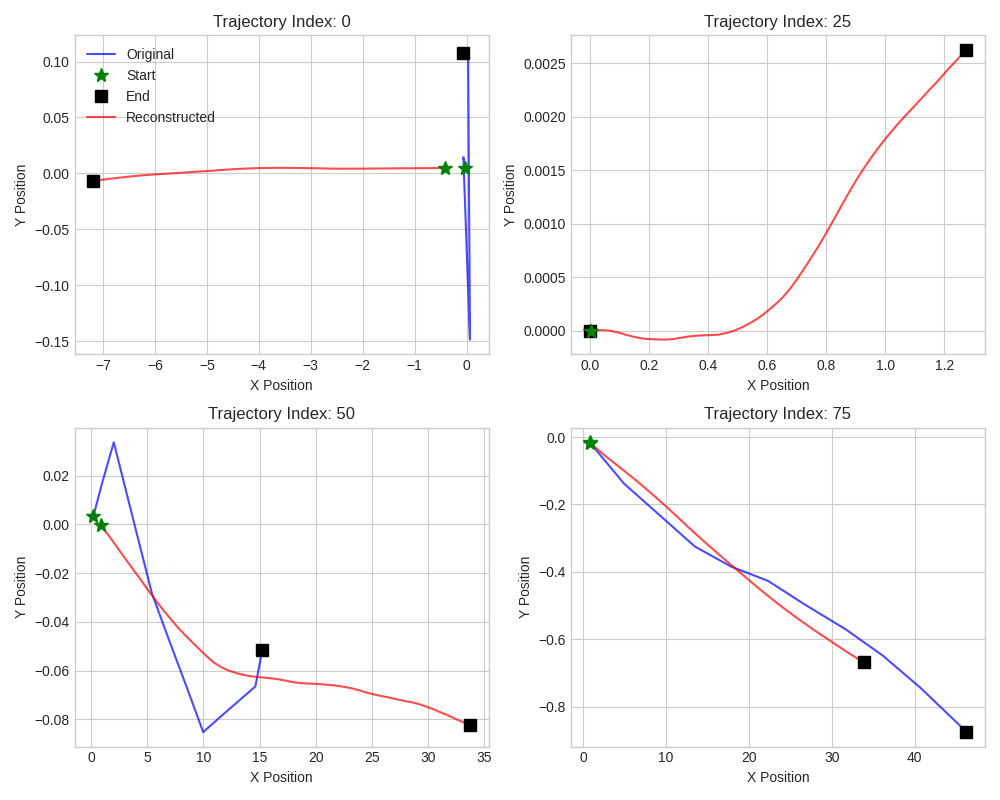 Trajectory Index: 0
Original
Start
End
Reconstructed
0.10
0.05
0.00
−0.05
−0.10
−0.15
Y Position
−7 −6 −5 −4 −3 −2 −1 0
X Position
Trajectory Index: 25
0.0025
0.0020
0.0015
0.0010
0.0005
0.0000
Y Position
0.0 0.2 0.4 0.6 0.8 1.0 1.2
X Position
Trajectory Index: 50
0.02
0.00
−0.02
−0.04
−0.06
−0.08
Y Position
0 5 10 15 20 25 30 35
X Position
Trajectory Index: 75
0.0
−0.2
−0.4
−0.6
−0.8
Y Position
0 10 20 30 40
X Position